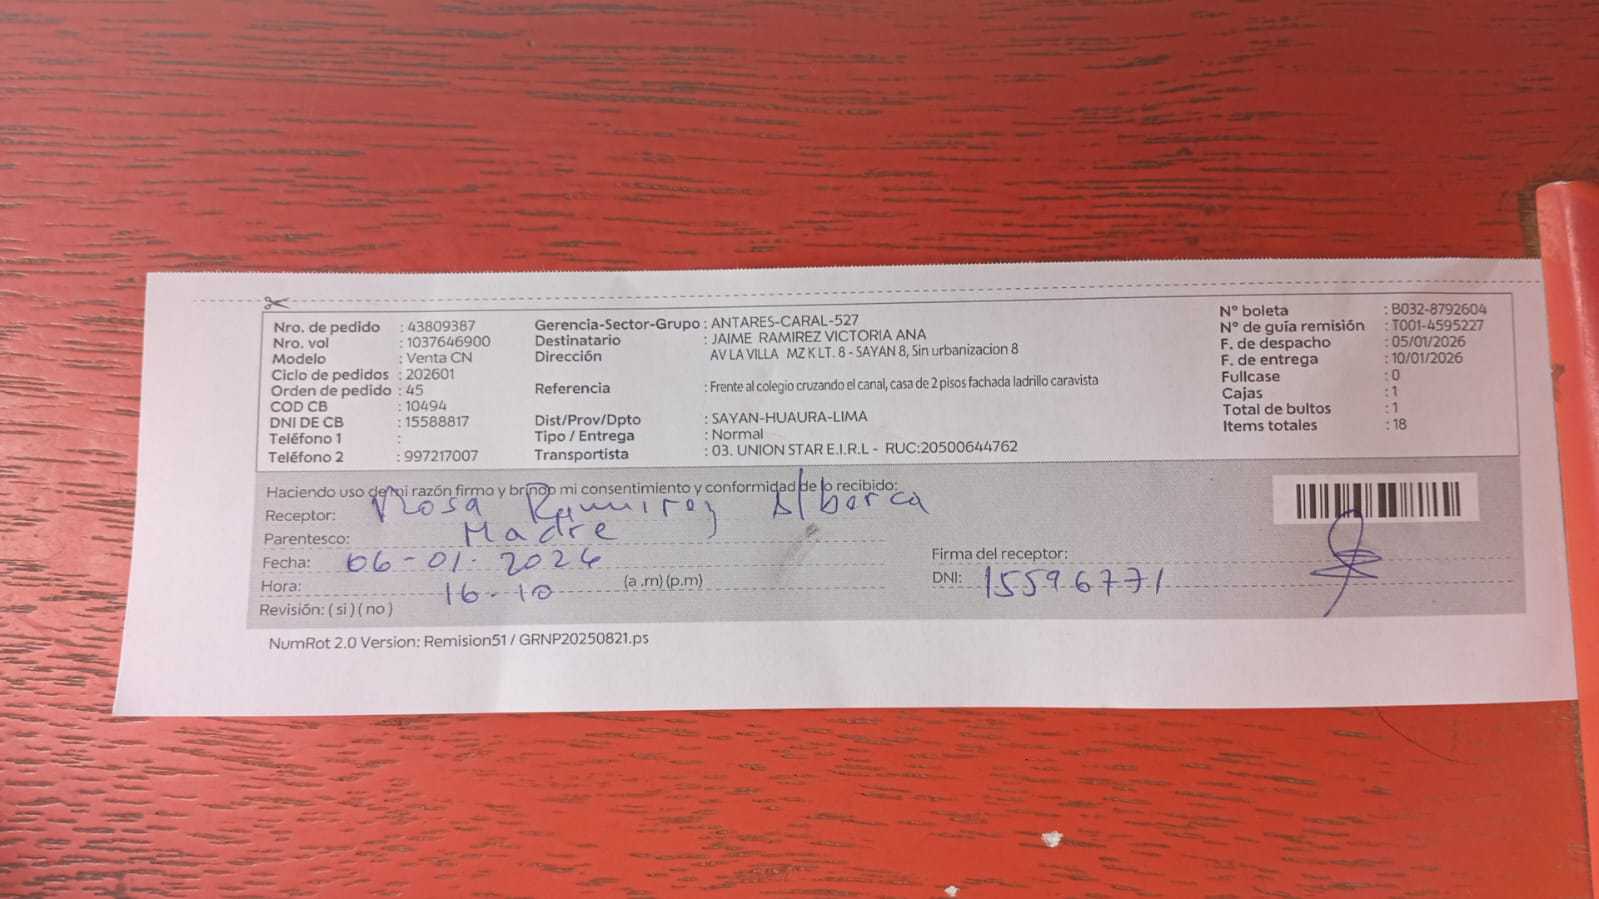 Nro. de pedido : 43809387
Nro. vol : 1037646900
Modelo : Venta CN
Ciclo de pedidos : 202601
Orden de pedido : 45
COD CB : 10494
DNI DE CB : 15588817
Teléfono 1 :
Teléfono 2 : 997217007
Gerencia-Sector-Grupo : ANTARES-CARAL-527
Destinatario : JAIME RAMIREZ VICTORIA ANA
Dirección AV LA VILLA MZ K LT. 8 - SAYAN 8, Sin urbanizacion 8
Referencia : Frente al colegio cruzando el canal, casa de 2 pisos fachada ladrillo caravista
Dist/Prov/Dpto : SAYAN-HUAURA-LIMA
Tipo / Entrega : Normal
Transportista : 03. UNION STAR E.I.R.L - RUC:20500644762
N° boleta : B032-8792604
N° de guía remisión : T001-4595227
F. de despacho : 05/01/2026
F. de entrega : 10/01/2026
Fullcase : 0
Cajas : 1
Total de bultos : 1
Items totales : 18
Haciendo uso de mi razón firmo y brindo mi consentimiento y conformidad de lo recibido:
Receptor: Rosa Ramirez Alberca
Parentesco: Madre
Fecha: 06-01-2026
Hora: 16-10 (a.m) (p.m)
Revisión: ( si ) ( no )
Firma del receptor:
DNI: 15596771
NumRot 2.0 Version: Remision51 / GRNP20250821.ps